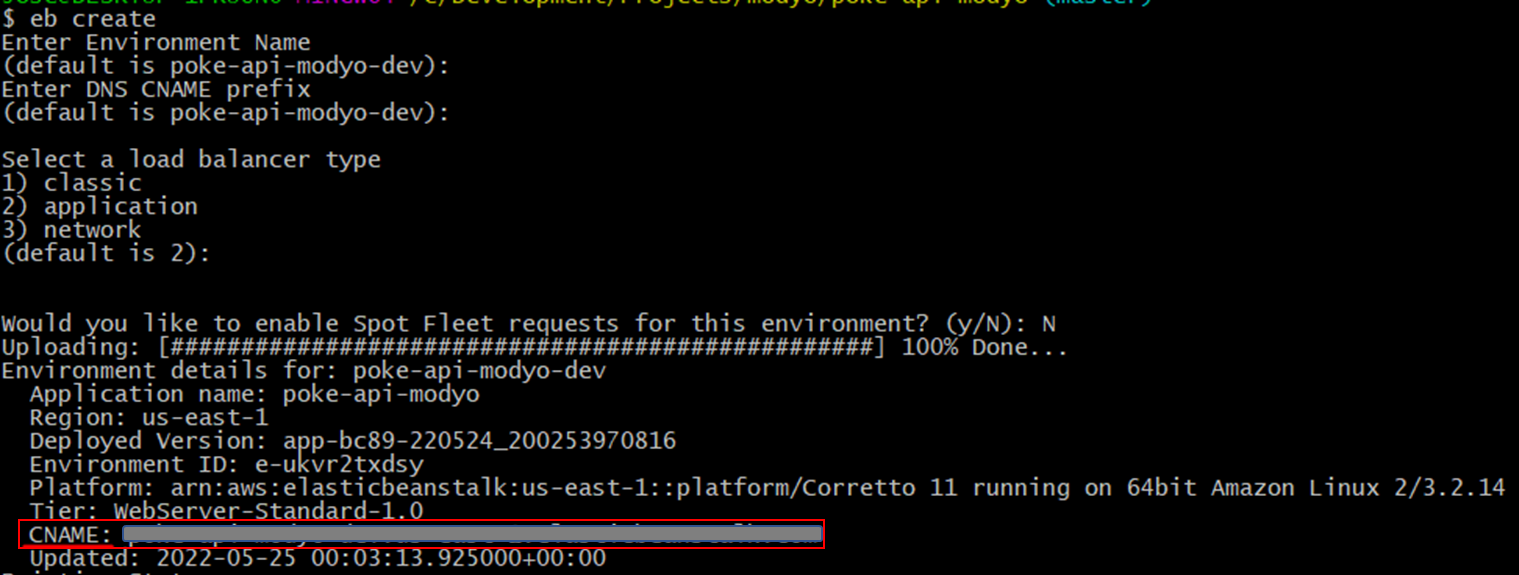 $ eb create
Enter Environment Name
(default is poke-api-modyo-dev):
Enter DNS CNAME prefix
(default is poke-api-modyo-dev):
Select a load balancer type
1) classic
2) application
3) network
(default is 2):
Would you like to enable Spot Fleet requests for this environment? (y/N): N
Uploading: [##################################################] 100% Done...
Environment details for: poke-api-modyo-dev
Application name: poke-api-modyo
Region: us-east-1
Deployed Version: app-bc89-220524_200253970816
Environment ID: e-ukvr2txdsy
Platform: arn:aws:elasticbeanstalk:us-east-1::platform/Corretto 11 running on 64bit Amazon Linux 2/3.2.14
Tier: WebServer-Standard-1.0
CNAME:
Updated: 2022-05-25 00:03:13.925000+00:00